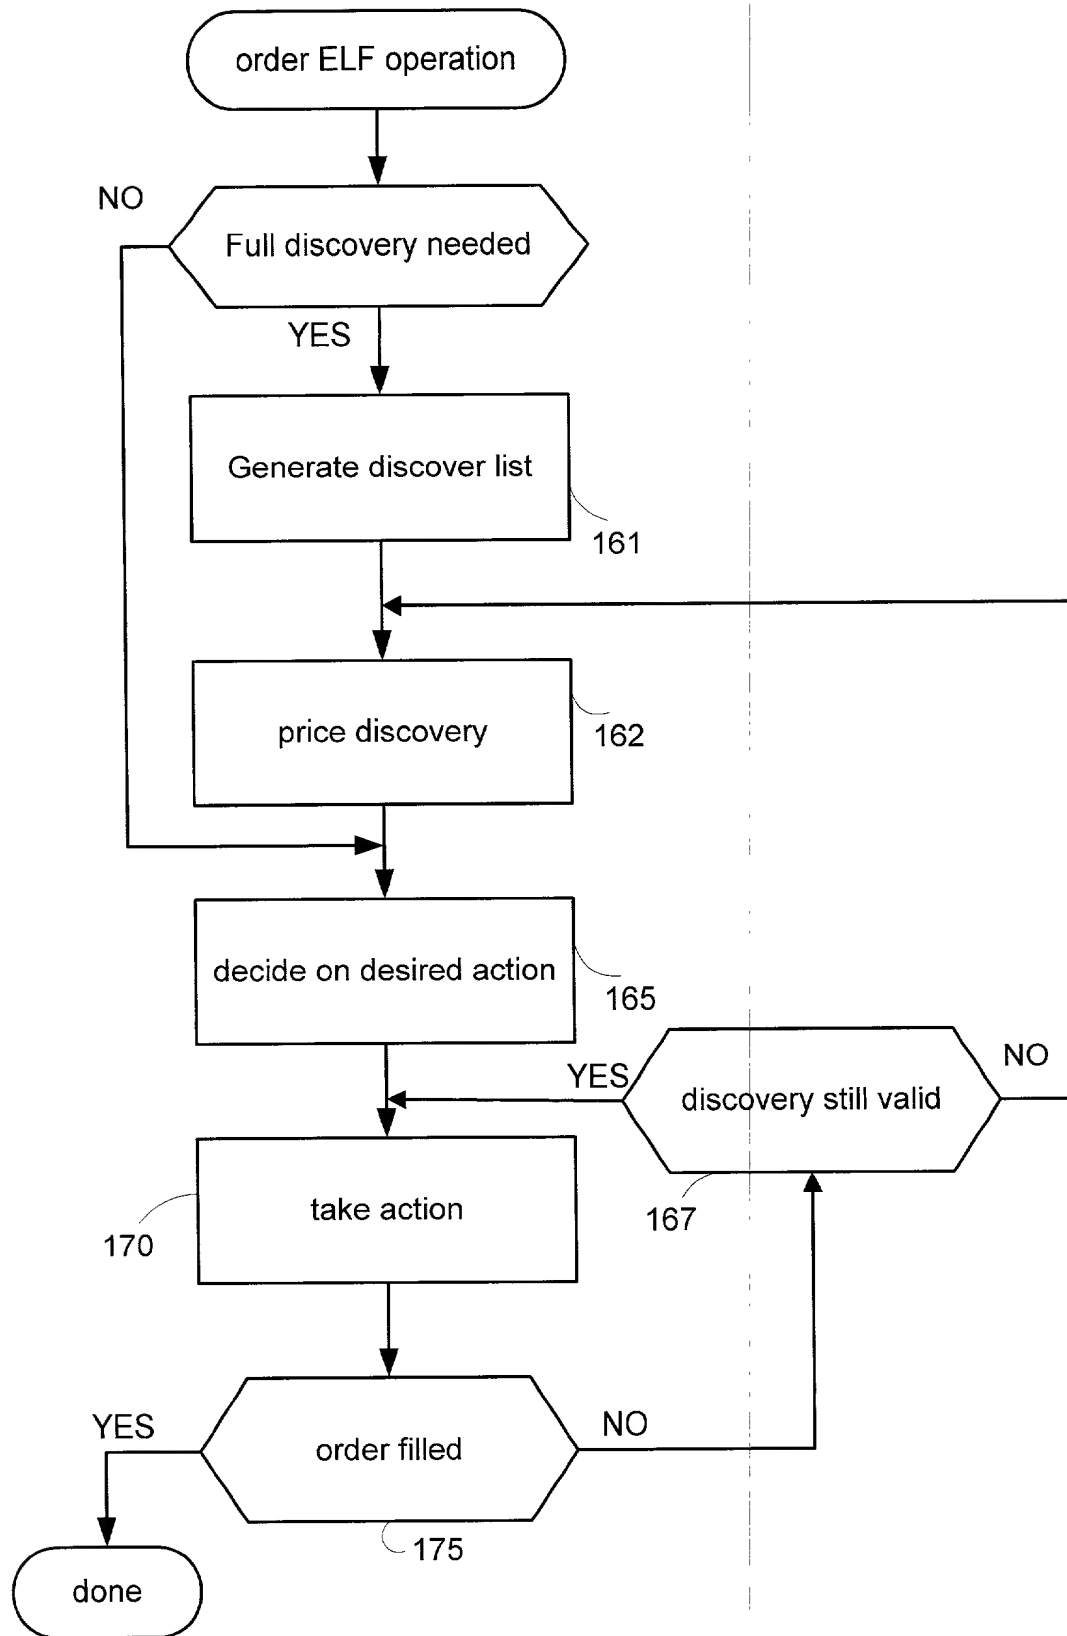 order ELF operation
NO
Full discovery needed
YES
Generate discover list
161
price discovery
162
decide on desired action
165
YES
discovery still valid
NO
167
take action
170
order filled
YES
NO
175
done